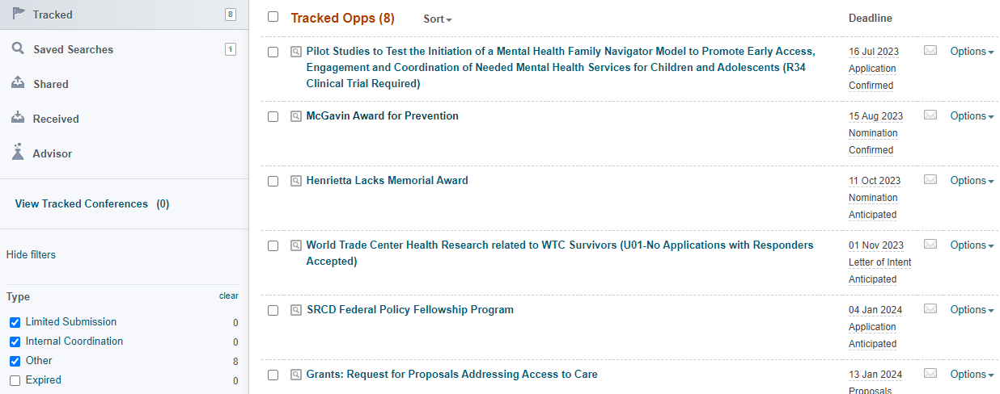 Tracked 8
Saved Searches 1
Shared
Received
Advisor
View Tracked Conferences (0)
Hide filters
Type clear
Limited Submission 0
Internal Coordination 0
Other 8
Expired 0
Tracked Opps (8) Sort Deadline
Pilot Studies to Test the Initiation of a Mental Health Family Navigator Model to Promote Early Access, 16 Jul 2023 Options
Engagement and Coordination of Needed Mental Health Services for Children and Adolescents (R34 Application
Clinical Trial Required) Confirmed
McGavin Award for Prevention 15 Aug 2023 Options
Nomination
Confirmed
Henrietta Lacks Memorial Award 11 Oct 2023 Options
Nomination
Anticipated
World Trade Center Health Research related to WTC Survivors (U01-No Applications with Responders 01 Nov 2023 Options
Accepted) Letter of Intent
Anticipated
SRCD Federal Policy Fellowship Program 04 Jan 2024 Options
Application
Anticipated
Grants: Request for Proposals Addressing Access to Care 13 Jan 2024 Options
Proposals